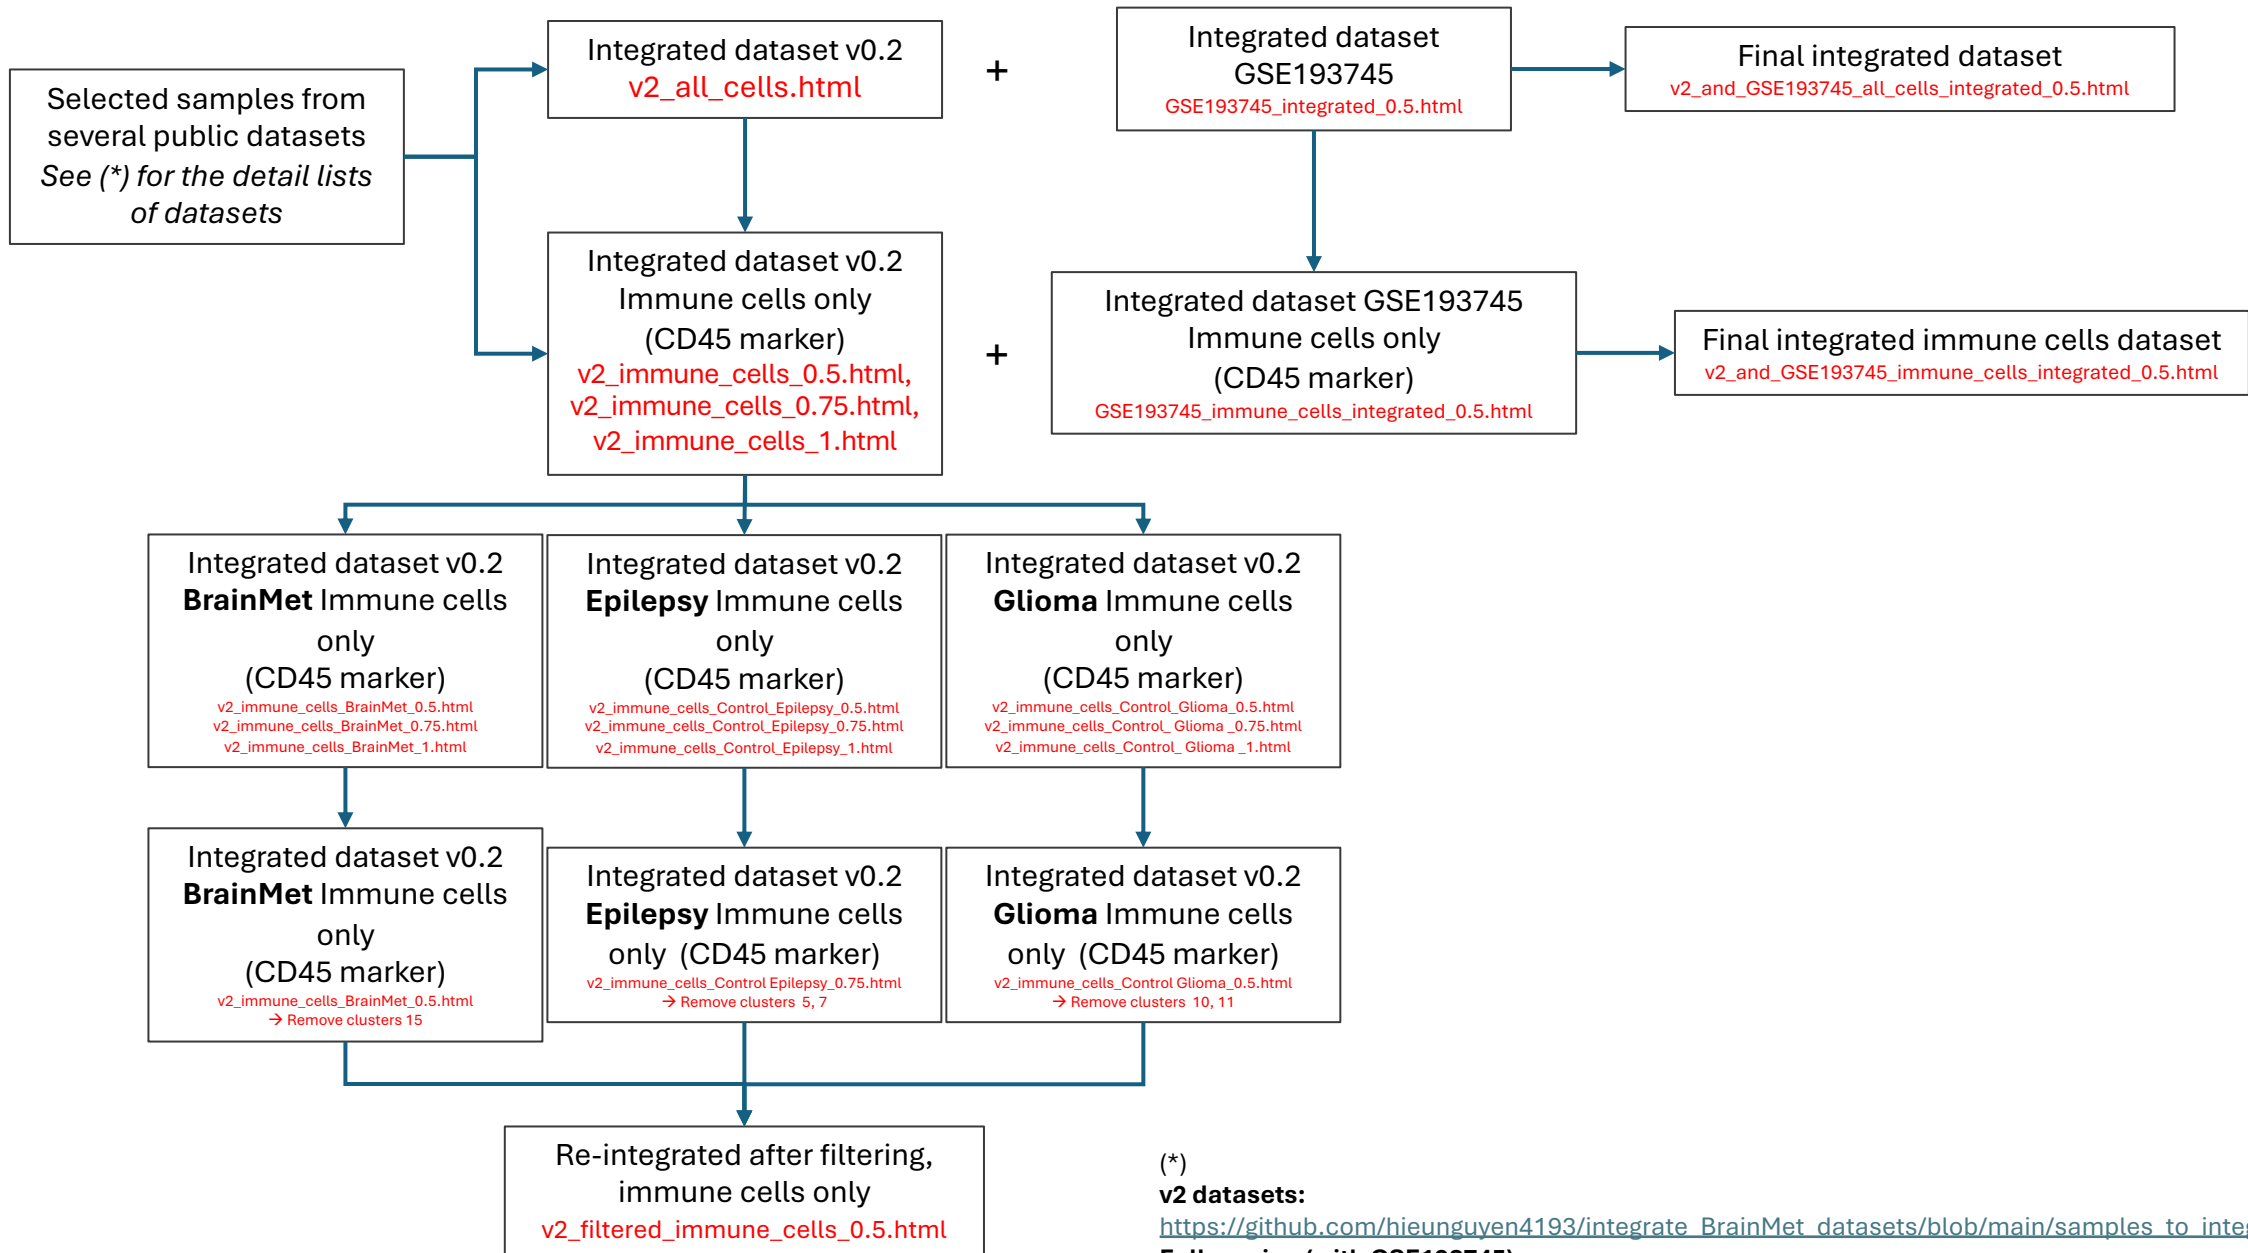 Selected samples from
several public datasets
See (*) for the detail lists
of datasets
Integrated dataset v0.2
v2_all_cells.html
+
Integrated dataset
GSE193745
GSE193745_integrated_0.5.html
Final integrated dataset
v2_and_GSE193745_all_cells_integrated_0.5.html
Integrated dataset v0.2
Immune cells only
(CD45 marker)
v2_immune_cells_0.5.html,
v2_immune_cells_0.75.html,
v2_immune_cells_1.html
+
Integrated dataset GSE193745
Immune cells only
(CD45 marker)
GSE193745_immune_cells_integrated_0.5.html
Final integrated immune cells dataset
v2_and_GSE193745_immune_cells_integrated_0.5.html
Integrated dataset v0.2
BrainMet Immune cells
only
(CD45 marker)
v2_immune_cells_BrainMet_0.5.html
v2_immune_cells_BrainMet_0.75.html
v2_immune_cells_BrainMet_1.html
Integrated dataset v0.2
Epilepsy Immune cells
only
(CD45 marker)
v2_immune_cells_Control_Epilepsy_0.5.html
v2_immune_cells_Control_Epilepsy_0.75.html
v2_immune_cells_Control_Epilepsy_1.html
Integrated dataset v0.2
Glioma Immune cells
only
(CD45 marker)
v2_immune_cells_Control_Glioma_0.5.html
v2_immune_cells_Control_ Glioma _0.75.html
v2_immune_cells_Control_ Glioma _1.html
Integrated dataset v0.2
BrainMet Immune cells
only
(CD45 marker)
v2_immune_cells_BrainMet_0.5.html
→ Remove clusters 15
Integrated dataset v0.2
Epilepsy Immune cells
only (CD45 marker)
v2_immune_cells_Control Epilepsy_0.75.html
→ Remove clusters 5, 7
Integrated dataset v0.2
Glioma Immune cells
only (CD45 marker)
v2_immune_cells_Control Glioma_0.5.html
→ Remove clusters 10, 11
Re-integrated after filtering,
immune cells only
v2_filtered_immune_cells_0.5.html
(*)
v2 datasets:
https://github.com/hieunguyen4193/integrate_BrainMet_datasets/blob/main/samples_to_integ